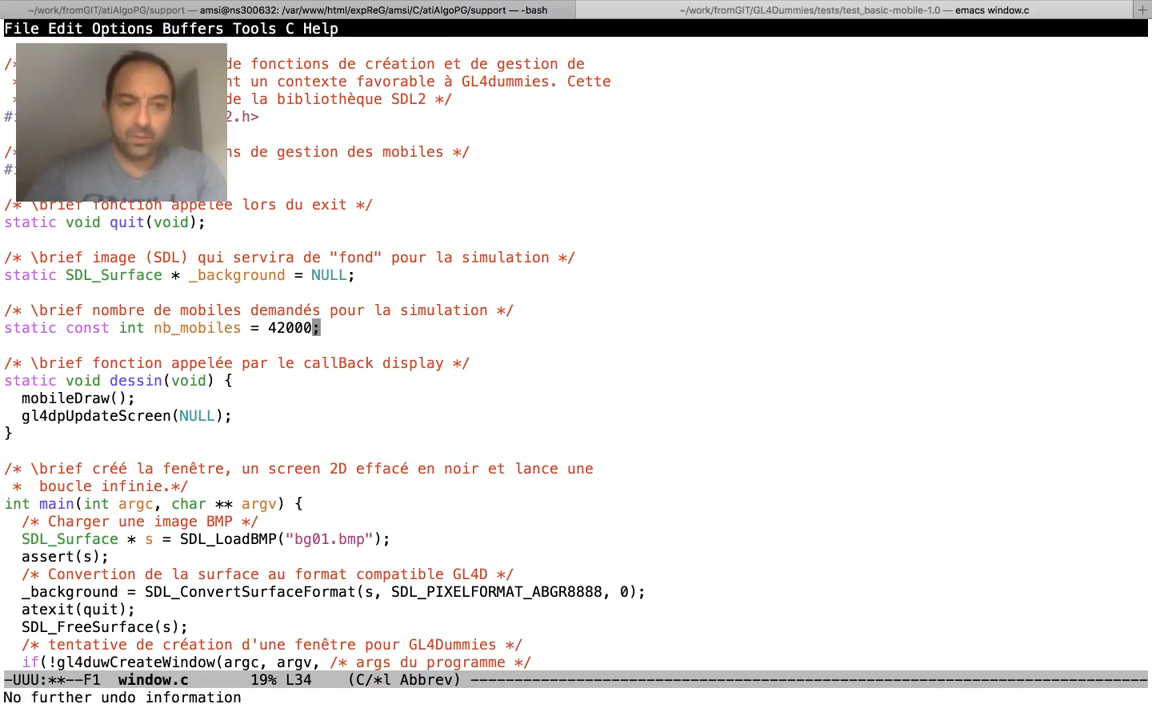 ~/work/fromGIT/atiAlgoPG/support — amsi@ns300632: /var/www/html/expReG/amsi/C/atiAlgoPG/support — -bash
~/work/fromGIT/GL4Dummies/tests/test_basic-mobile-1.0 — emacs window.c
File Edit Options Buffers Tools C Help
de fonctions de création et de gestion de
nt un contexte favorable à GL4dummies. Cette
de la bibliothèque SDL2 */
2.h>
ns de gestion des mobiles */
/* \brief fonction appelée lors du exit */
static void quit(void);
/* \brief image (SDL) qui servira de "fond" pour la simulation */
static SDL_Surface * _background = NULL;
/* \brief nombre de mobiles demandés pour la simulation */
static const int nb_mobiles = 42000;
/* \brief fonction appelée par le callBack display */
static void dessin(void) {
mobileDraw();
gl4dpUpdateScreen(NULL);
}
/* \brief créé la fenêtre, un screen 2D effacé en noir et lance une
* boucle infinie.*/
int main(int argc, char ** argv) {
/* Charger une image BMP */
SDL_Surface * s = SDL_LoadBMP("bg01.bmp");
assert(s);
/* Convertion de la surface au format compatible GL4D */
_background = SDL_ConvertSurfaceFormat(s, SDL_PIXELFORMAT_ABGR8888, 0);
atexit(quit);
SDL_FreeSurface(s);
/* tentative de création d'une fenêtre pour GL4Dummies */
if(!gl4duwCreateWindow(argc, argv, /* args du programme */
-UUU:**--F1 window.c 19% L34 (C/*l Abbrev)
No further undo information